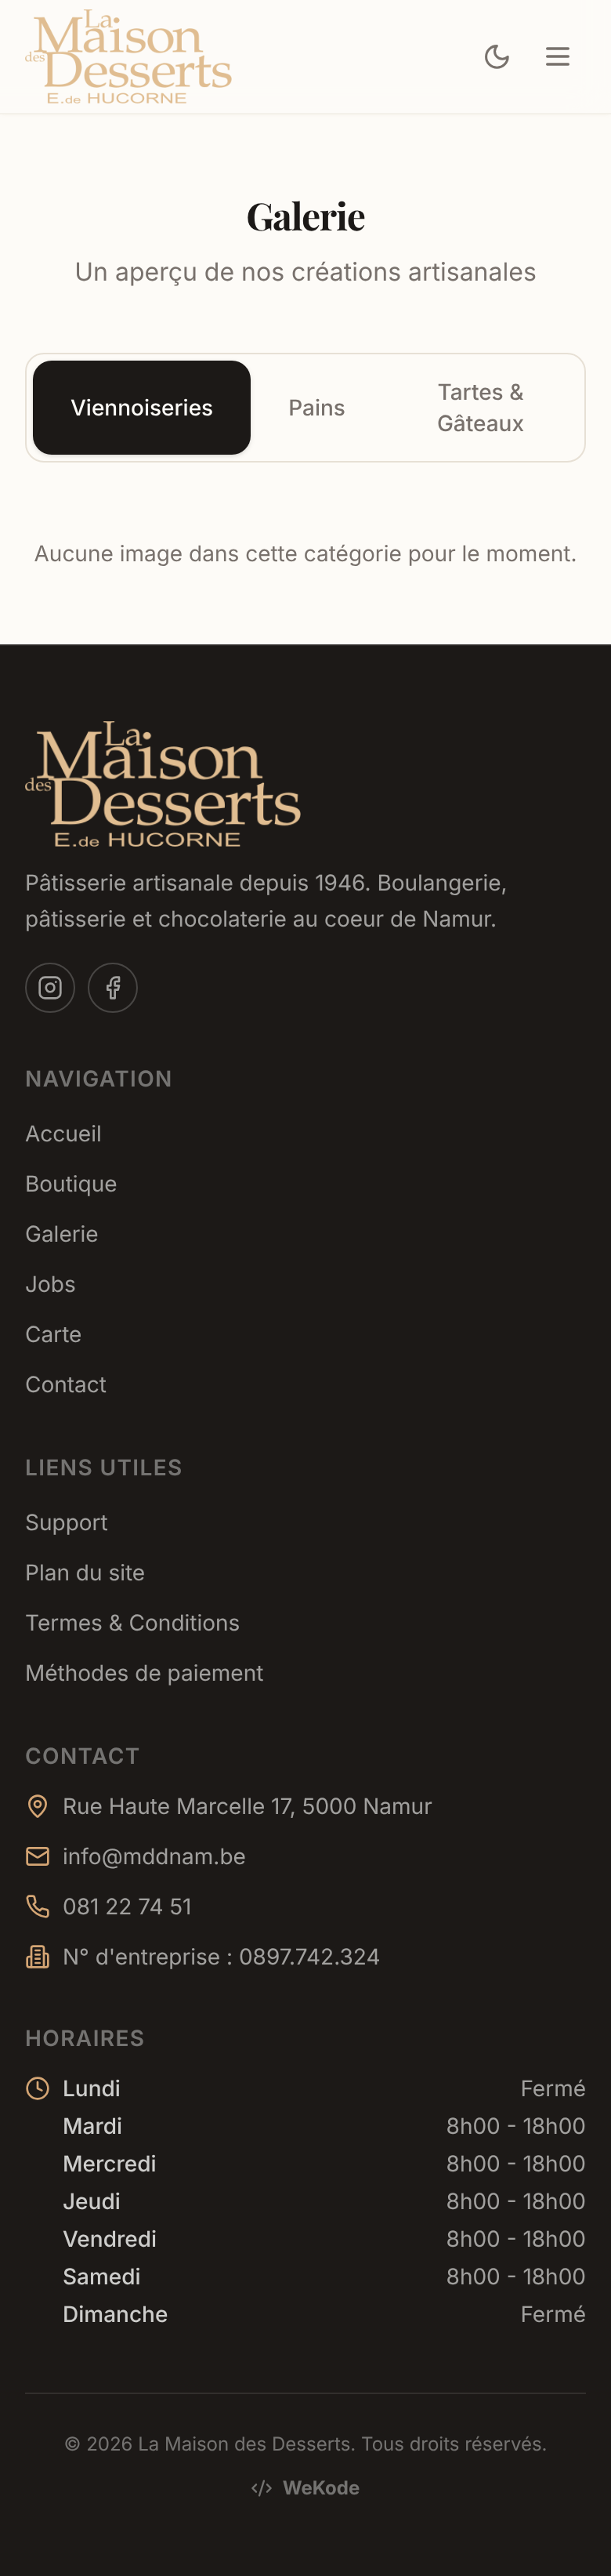 La
Maison
des
Desserts
E.de HUCORNE
Galerie
Un aperçu de nos créations artisanales
Viennoiseries
Pains
Tartes &
Gâteaux
Aucune image dans cette catégorie pour le moment.
La
Maison
des
Desserts
E.de HUCORNE
Pâtisserie artisanale depuis 1946. Boulangerie,
pâtisserie et chocolaterie au coeur de Namur.
NAVIGATION
Accueil
Boutique
Galerie
Jobs
Carte
Contact
LIENS UTILES
Support
Plan du site
Termes & Conditions
Méthodes de paiement
CONTACT
Rue Haute Marcelle 17, 5000 Namur
info@mddnam.be
081 22 74 51
N° d'entreprise : 0897.742.324
HORAIRES
Lundi Fermé
Mardi 8h00 - 18h00
Mercredi 8h00 - 18h00
Jeudi 8h00 - 18h00
Vendredi 8h00 - 18h00
Samedi 8h00 - 18h00
Dimanche Fermé
© 2026 La Maison des Desserts. Tous droits réservés.
WeKode